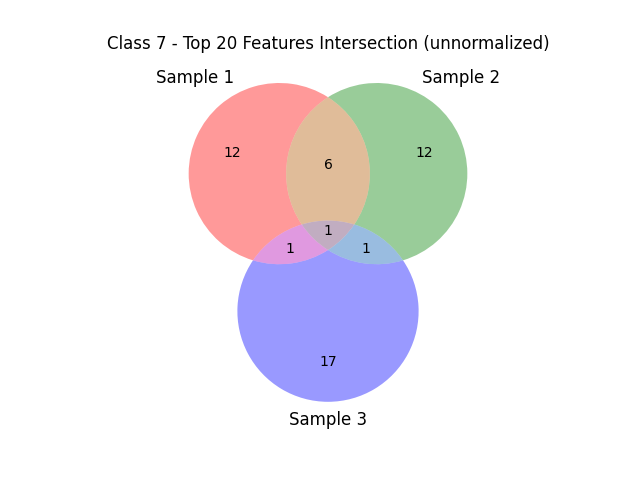 Class 7 - Top 20 Features Intersection (unnormalized)
Sample 1
Sample 2
12
12
6
1
1
1
17
Sample 3